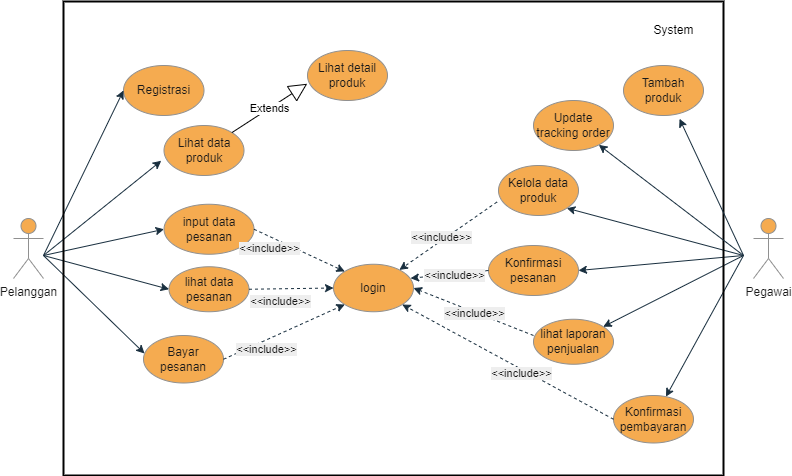 System
Lihat detail
produk
Registrasi
Tambah
produk
Extends
Update
tracking order
Lihat data
produk
Kelola data
produk
input data
pesanan
<<include>>
<<include>>
Pelanggan
Pegawai
Konfirmasi
pesanan
<<include>>
lihat data
pesanan
<<include>>
login
<<include>>
lihat laporan
penjualan
Bayar
pesanan
<<include>>
<<include>>
Konfirmasi
pembayaran